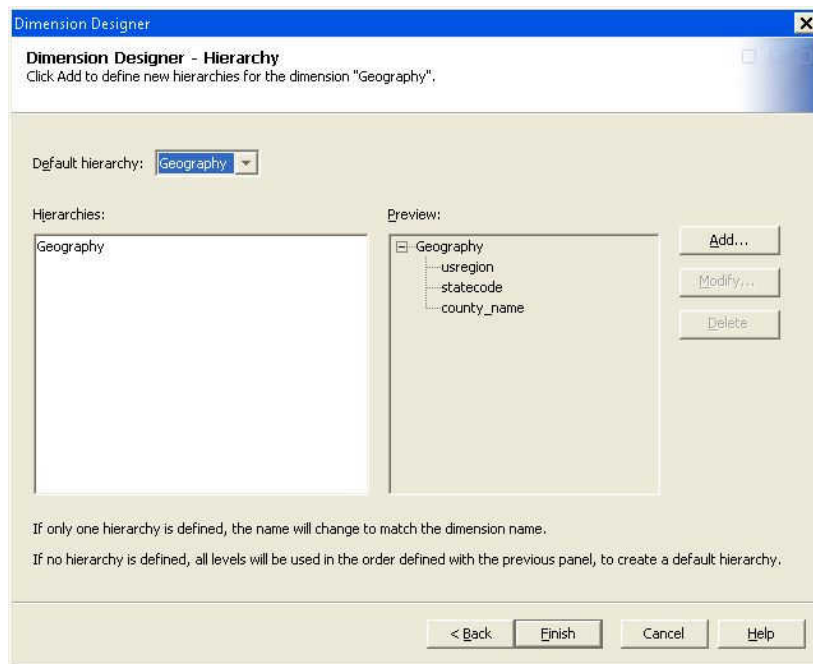 Dimension Designer
Dimension Designer - Hierarchy
Click Add to define new hierarchies for the dimension "Geography".
Default hierarchy: Geography
Hierarchies:
Geography
Preview:
Geography
usregion
statecode
county_name
Add...
Modify...
Delete
If only one hierarchy is defined, the name will change to match the dimension name.
If no hierarchy is defined, all levels will be used in the order defined with the previous panel, to create a default hierarchy.
< Back Finish Cancel Help